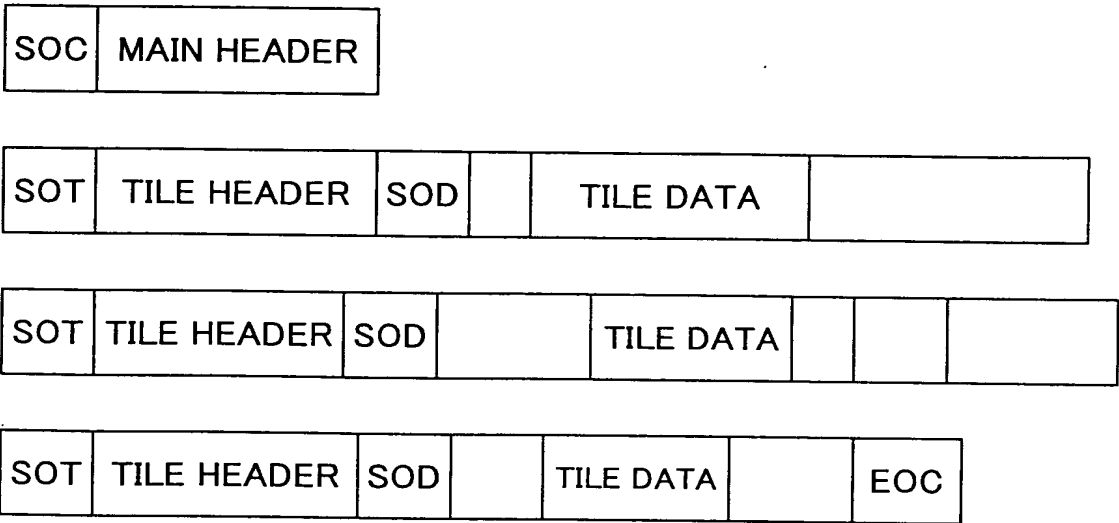 SOC MAIN HEADER
SOT TILE HEADER SOD TILE DATA
SOT TILE HEADER SOD TILE DATA
SOT TILE HEADER SOD TILE DATA EOC